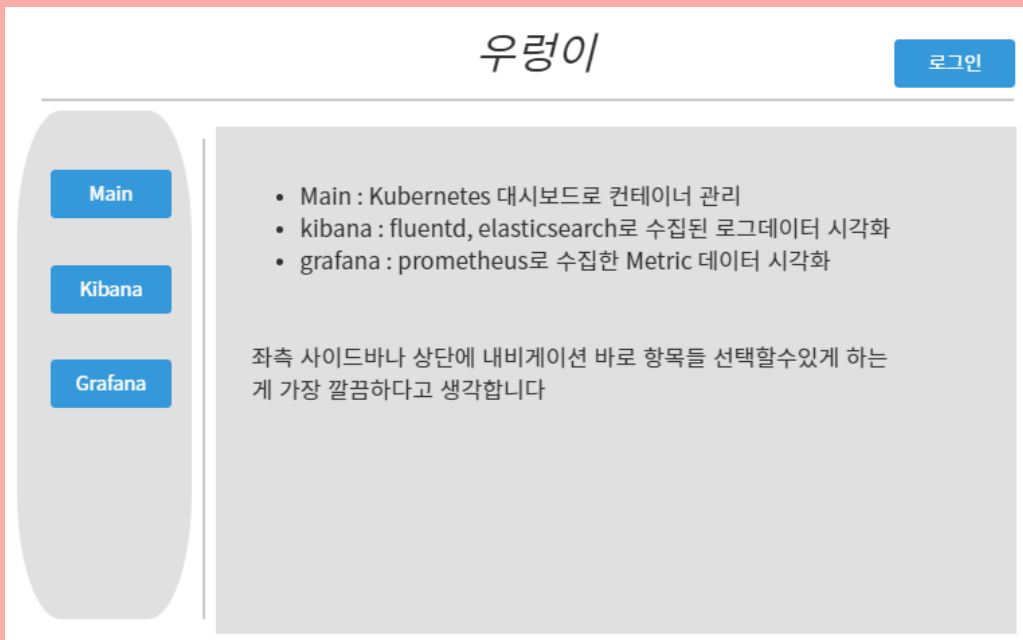 우렁이
로그인
Main
Kibana
Grafana
• Main : Kubernetes 대시보드로 컨테이너 관리
• kibana : fluentd, elasticsearch로 수집된 로그데이터 시각화
• grafana : prometheus로 수집한 Metric 데이터 시각화
좌측 사이드바나 상단에 내비게이션 바로 항목들 선택할수있게 하는
게 가장 깔끔하다고 생각합니다